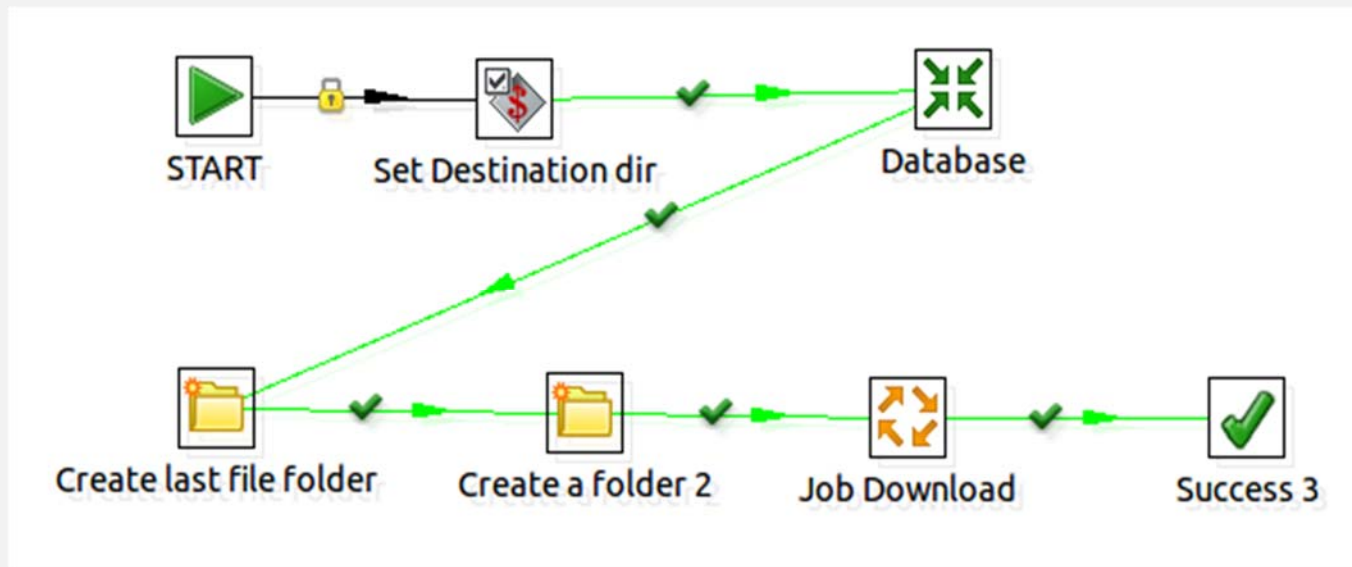 START
Set Destination dir
Database
Create last file folder
Create a folder 2
Job Download
Success 3